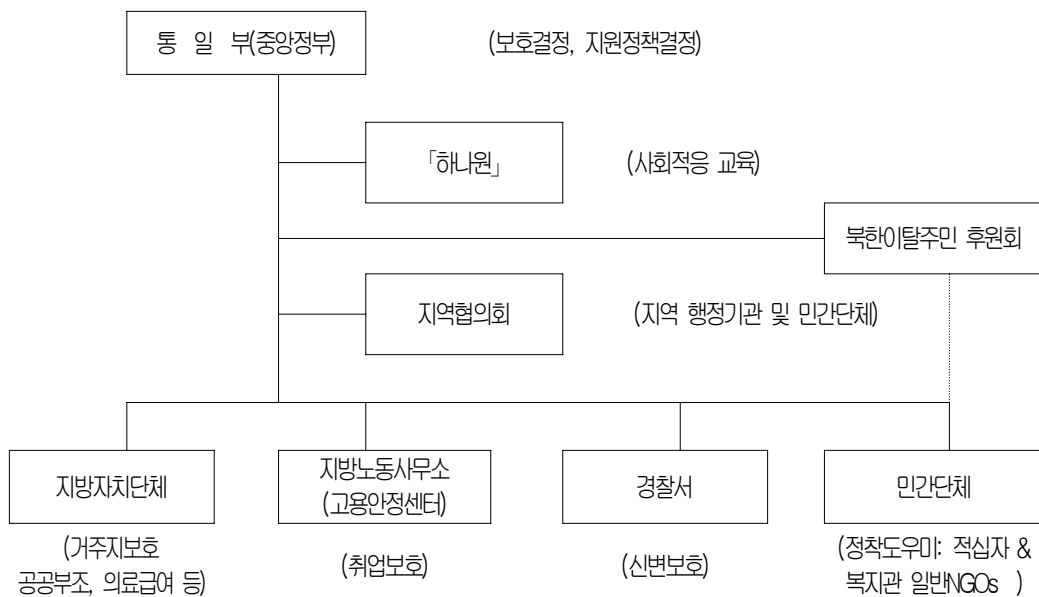 통 일 부(중앙정부)
(보호결정, 지원정책결정)
「하나원」
(사회적응 교육)
북한이탈주민 후원회
지역협의회
(지역 행정기관 및 민간단체)
지방자치단체
지방노동사무소
(고용안정센터)
경찰서
민간단체
(거주지보호
공공부조, 의료급여 등)
(취업보호)
(신변보호)
(정착도우미: 적십자 &
복지관 일반NGOs )